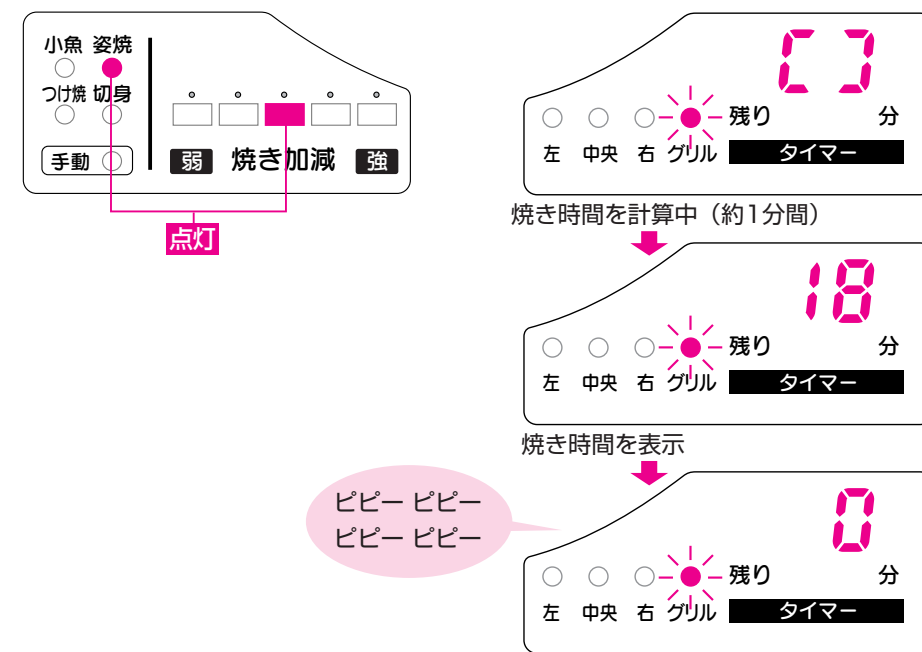 小魚 姿焼
つけ焼 切身
手動
弱 焼き加減 強
点灯
残り 分
左 中央 右 グリル タイマー
焼き時間を計算中（約1分間）
18
残り 分
左 中央 右 グリル タイマー
焼き時間を表示
ピピー ピピー
ピピー ピピー
0
残り 分
左 中央 右 グリル タイマー